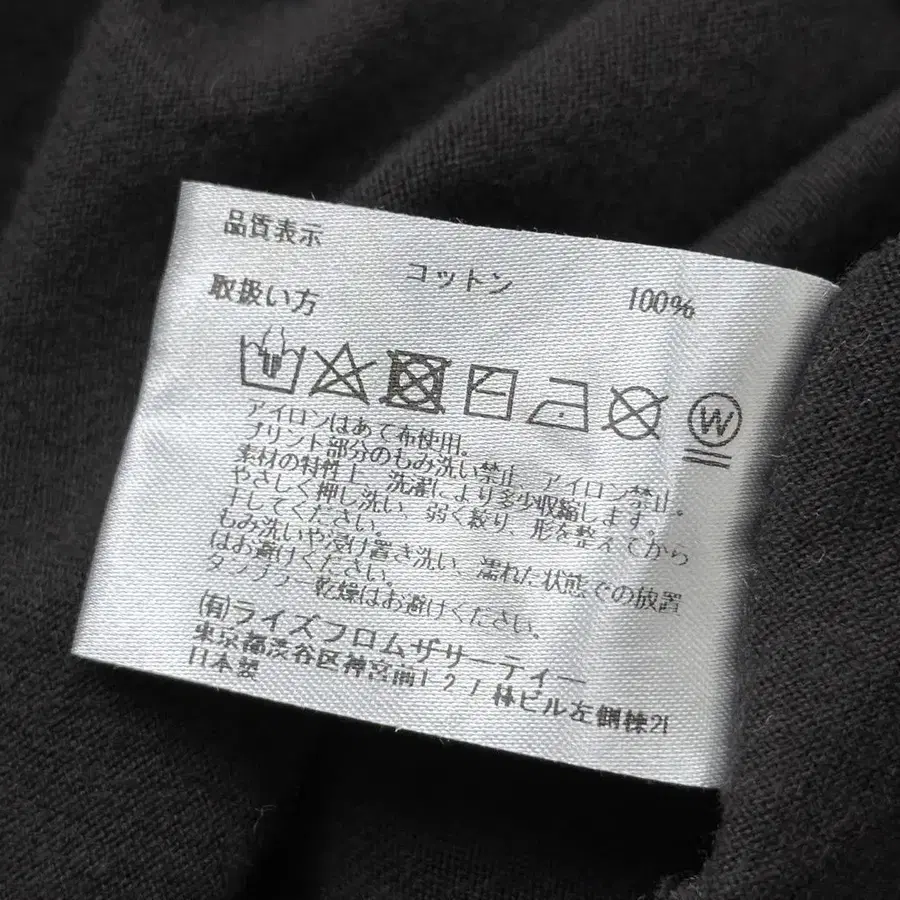 品質表示
コットン 100%
取扱い方
W
アイロンはあて布使用。
プリント部分のもみ洗い禁止、アイロン禁止。
素材の特性上、洗濯により多少収縮します。
やさしく押し洗い、弱く絞り、形を整えてから
干してください。
もみ洗いや浸け置き洗い、濡れた状態での放置
はお避けください。
タンブラー乾燥はお避けください。
(有)ライズフロムザサーティー
東京都渋谷区神宮前1 2 7 林ビル左側棟2F
日本製